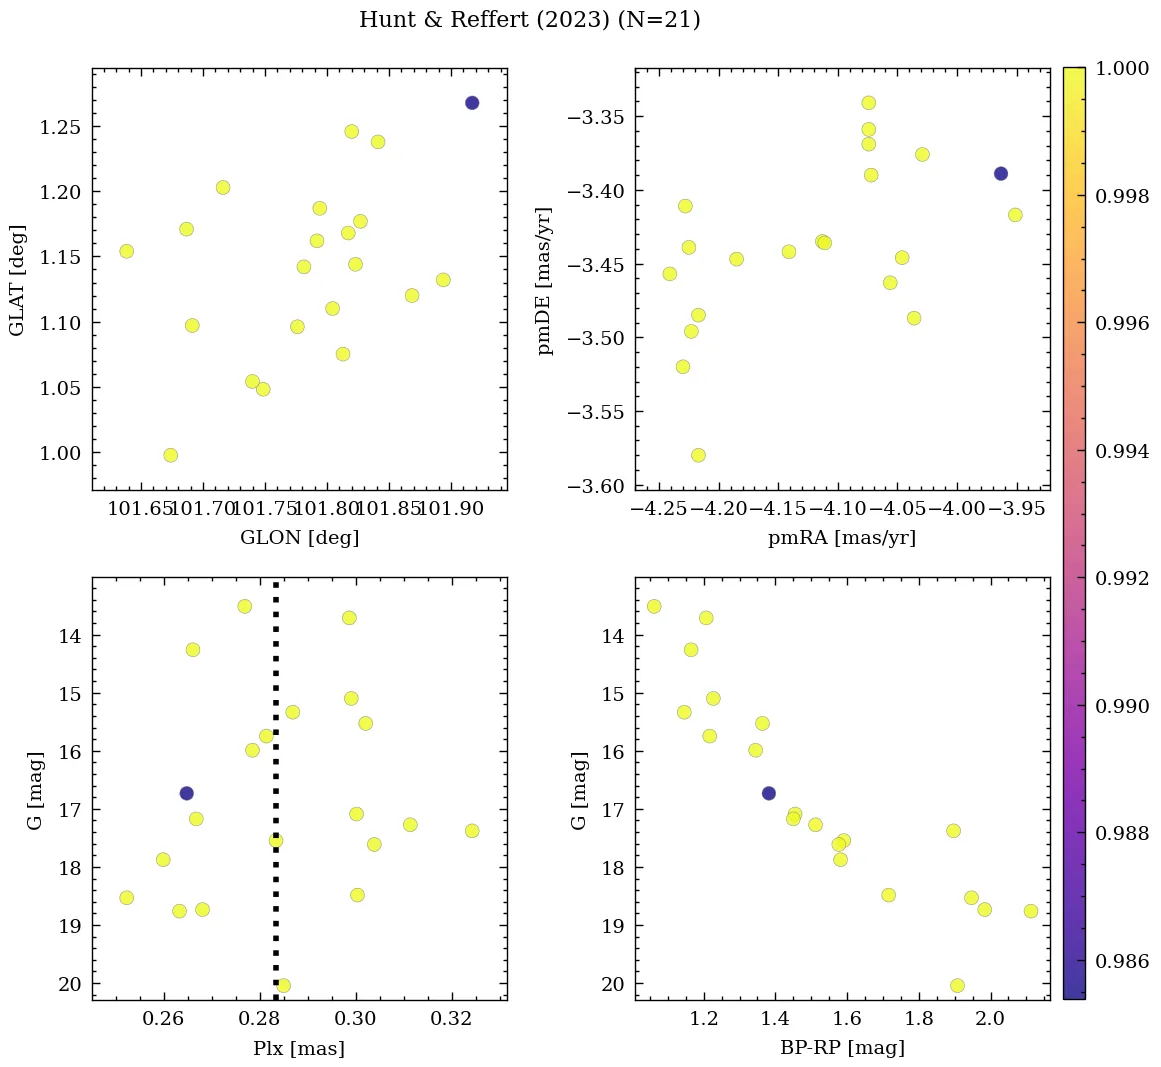 Hunt & Reffert (2023) (N=21)
1.25
1.20
1.15
1.10
1.05
1.00
GLAT [deg]
101.65 101.70 101.75 101.80 101.85 101.90
GLON [deg]
−3.35
−3.40
−3.45
−3.50
−3.55
−3.60
pmDE [mas/yr]
−4.25 −4.20 −4.15 −4.10 −4.05 −4.00 −3.95
pmRA [mas/yr]
14
15
16
17
18
19
20
G [mag]
0.26 0.28 0.30 0.32
Plx [mas]
14
15
16
17
18
19
20
G [mag]
1.2 1.4 1.6 1.8 2.0
BP-RP [mag]
1.000
0.998
0.996
0.994
0.992
0.990
0.988
0.986